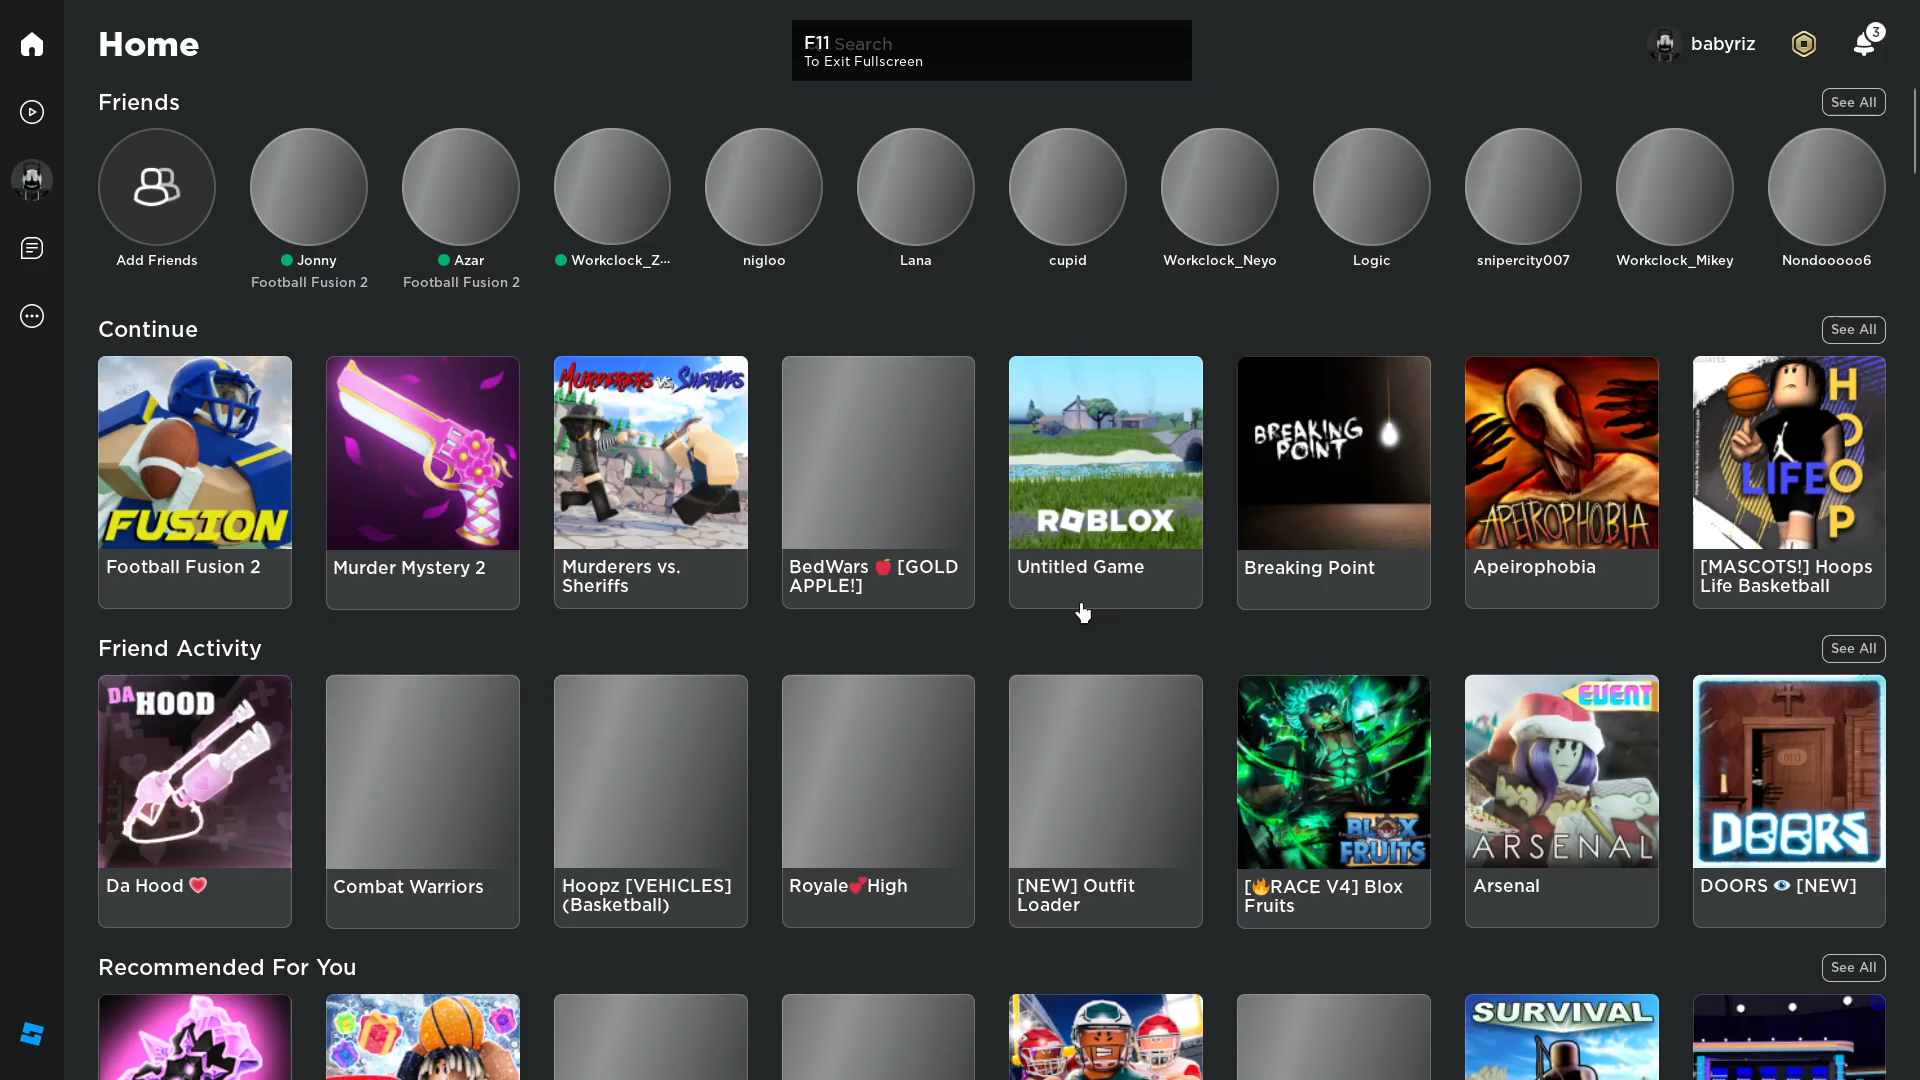 Home
F11 Search
To Exit Fullscreen
babyriz
3
Friends
See All
Add Friends
Jonny
Football Fusion 2
Azar
Football Fusion 2
Workclock_Z...
nigloo
Lana
cupid
Workclock_Neyo
Logic
snipercity007
Workclock_Mikey
Nondooooo6
Continue
See All
FUSION
MURDERERS VS. SHERIFFS
ROBLOX
BREAKING
POINT
APEIROPHOBIA
HOOP
LIFE
Football Fusion 2
Murder Mystery 2
Murderers vs.
Sheriffs
BedWars 🍎 [GOLD
APPLE!]
Untitled Game
Breaking Point
Apeirophobia
[MASCOTS!] Hoops
Life Basketball
Friend Activity
See All
DA HOOD
BLOX
FRUITS
EVENT
ARSENAL
DOORS
Da Hood ❤️
Combat Warriors
Hoopz [VEHICLES]
(Basketball)
Royale💕High
[NEW] Outfit
Loader
[🔥RACE V4] Blox
Fruits
Arsenal
DOORS 👁️ [NEW]
Recommended For You
See All
SURVIVAL